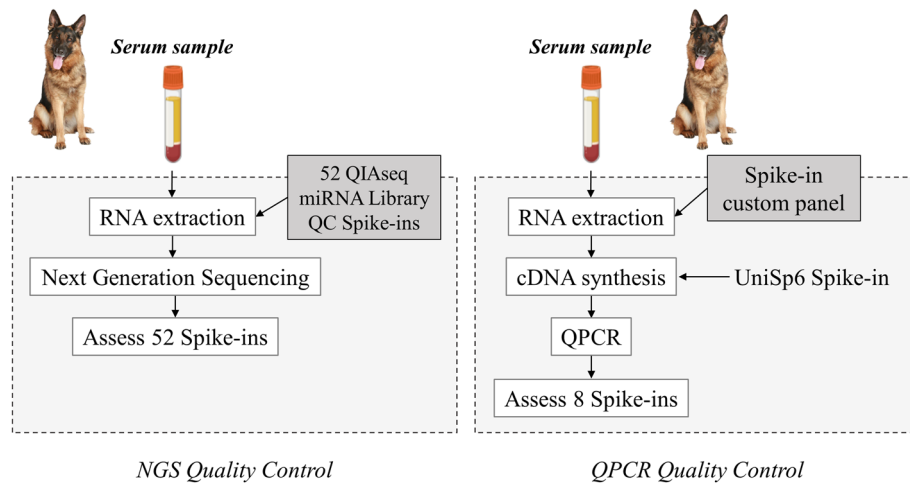 Serum sample
52 QIAseq
miRNA Library
QC Spike-ins
RNA extraction
Next Generation Sequencing
Assess 52 Spike-ins
NGS Quality Control
Serum sample
Spike-in
custom panel
RNA extraction
cDNA synthesis
UniSp6 Spike-in
QPCR
Assess 8 Spike-ins
QPCR Quality Control